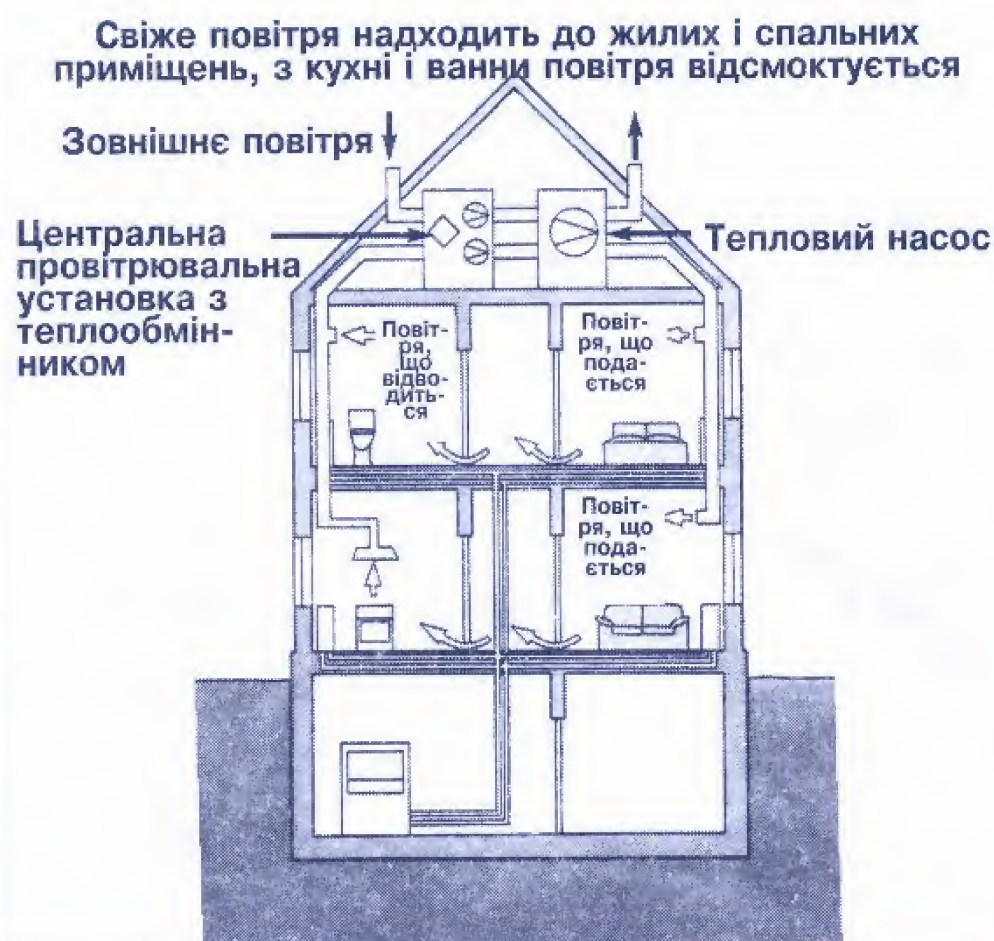 Свіже повітря надходить до жилих і спальних
приміщень, з кухні і ванни повітря відсмоктується
Зовнішнє повітря
Центральна
провітрювальна
установка з
теплообмін-
ником
Тепловий насос
Повіт-
ря,
що
відво-
дить-
ся
Повіт-
ря, що
пода-
ється
Повіт-
ря, що
пода-
ється